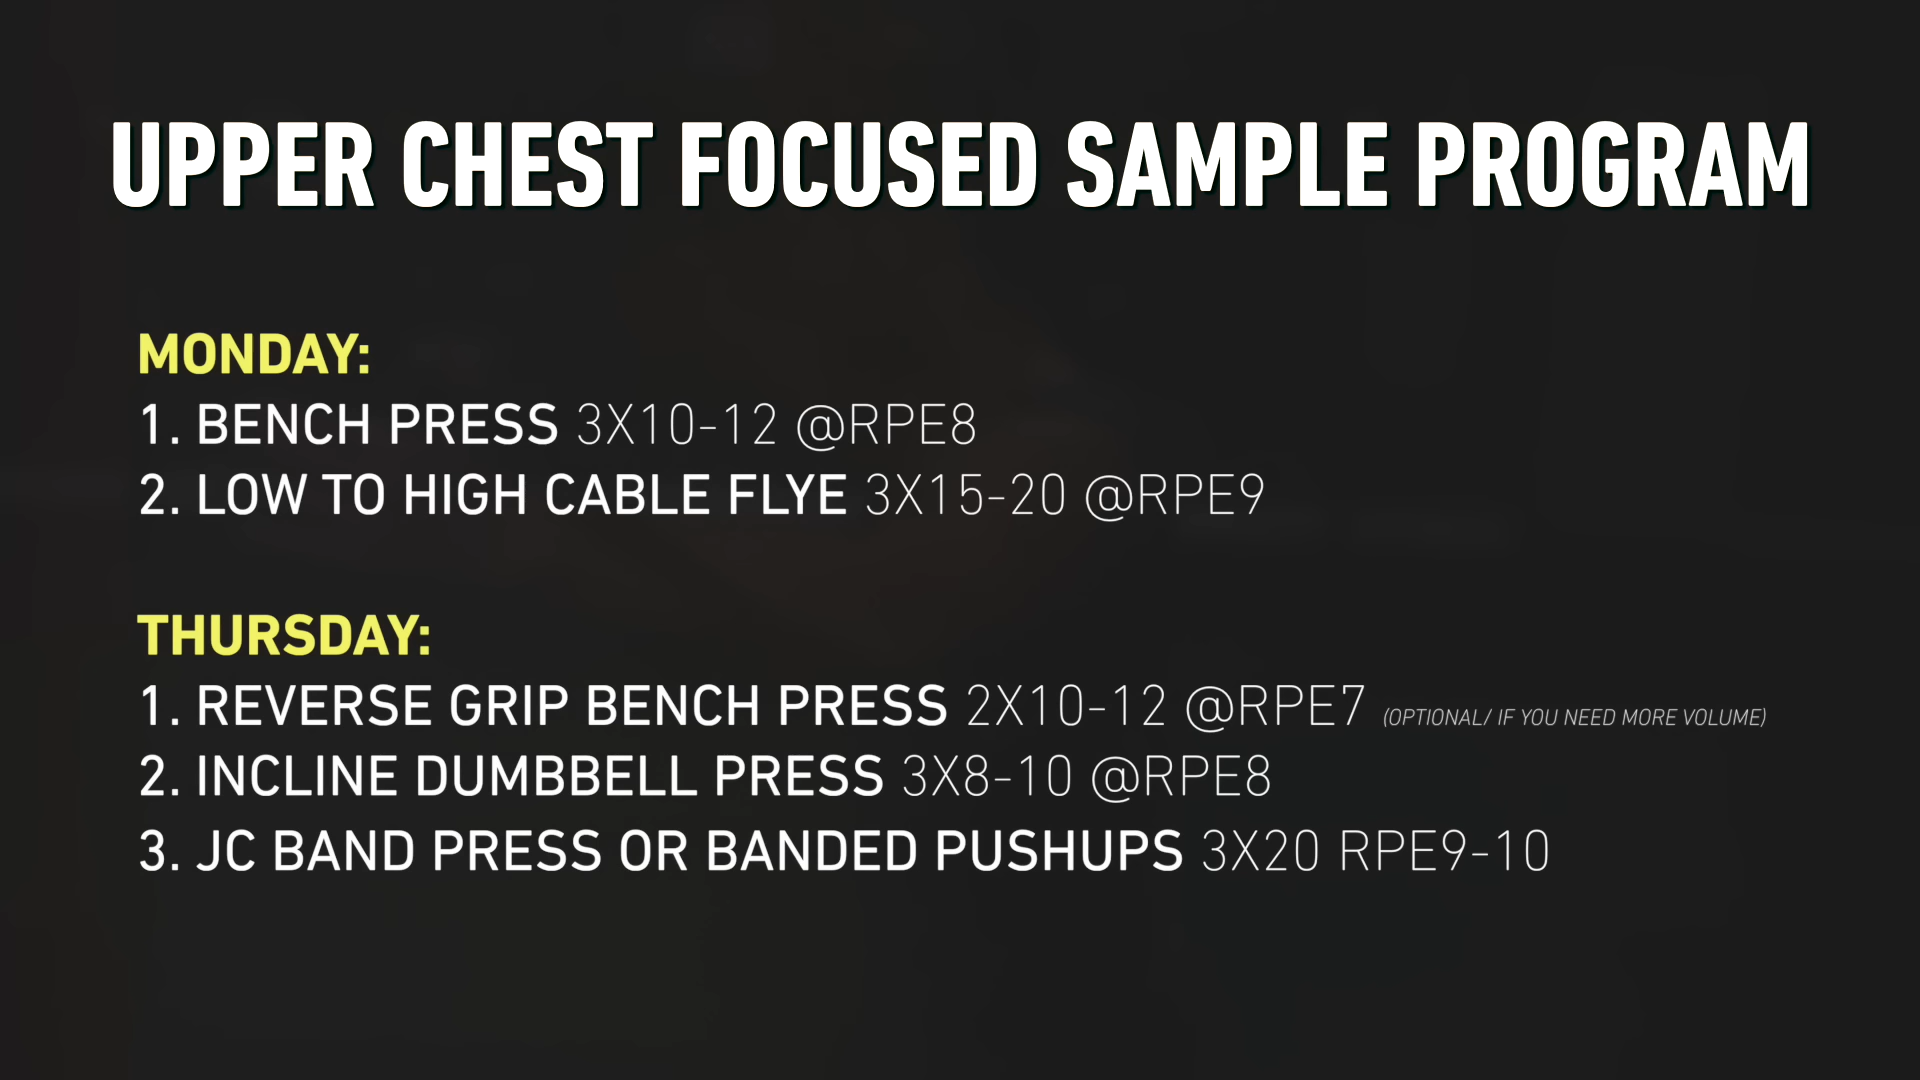 UPPER CHEST FOCUSED SAMPLE PROGRAM
MONDAY:
1. BENCH PRESS 3X10-12 @RPE8
2. LOW TO HIGH CABLE FLYE 3X15-20 @RPE9
THURSDAY:
1. REVERSE GRIP BENCH PRESS 2X10-12 @RPE7 (OPTIONAL/ IF YOU NEED MORE VOLUME)
2. INCLINE DUMBBELL PRESS 3X8-10 @RPE8
3. JC BAND PRESS OR BANDED PUSHUPS 3X20 RPE9-10